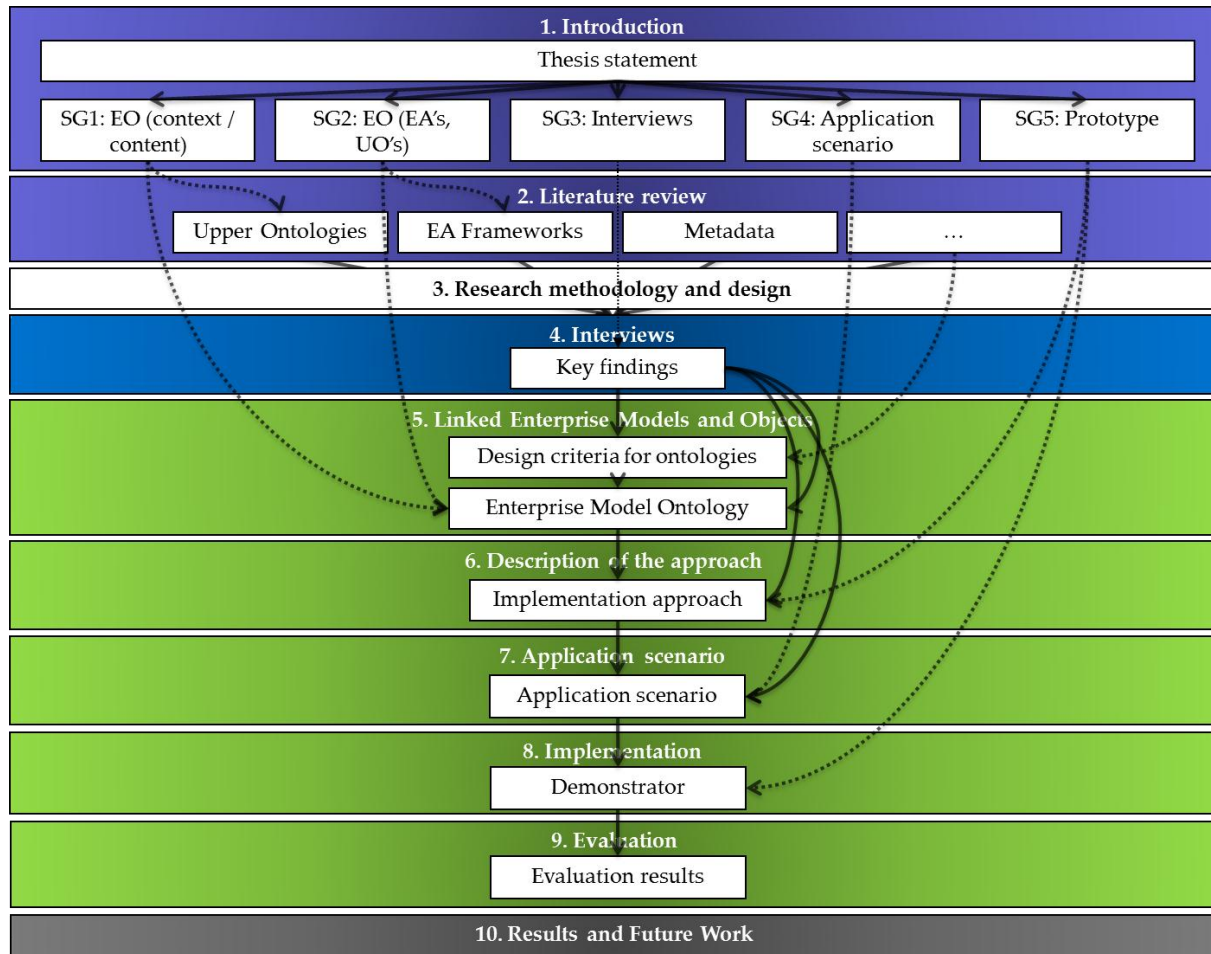 1. Introduction
Thesis statement
SG1: EO (context /
content)
SG2: EO (EA's,
UO's)
SG3: Interviews
SG4: Application
scenario
SG5: Prototype
2. Literature review
Upper Ontologies
EA Frameworks
Metadata
…
3. Research methodology and design
4. Interviews
Key findings
5. Linked Enterprise Models and Objects
Design criteria for ontologies
Enterprise Model Ontology
6. Description of the approach
Implementation approach
7. Application scenario
Application scenario
8. Implementation
Demonstrator
9. Evaluation
Evaluation results
10. Results and Future Work